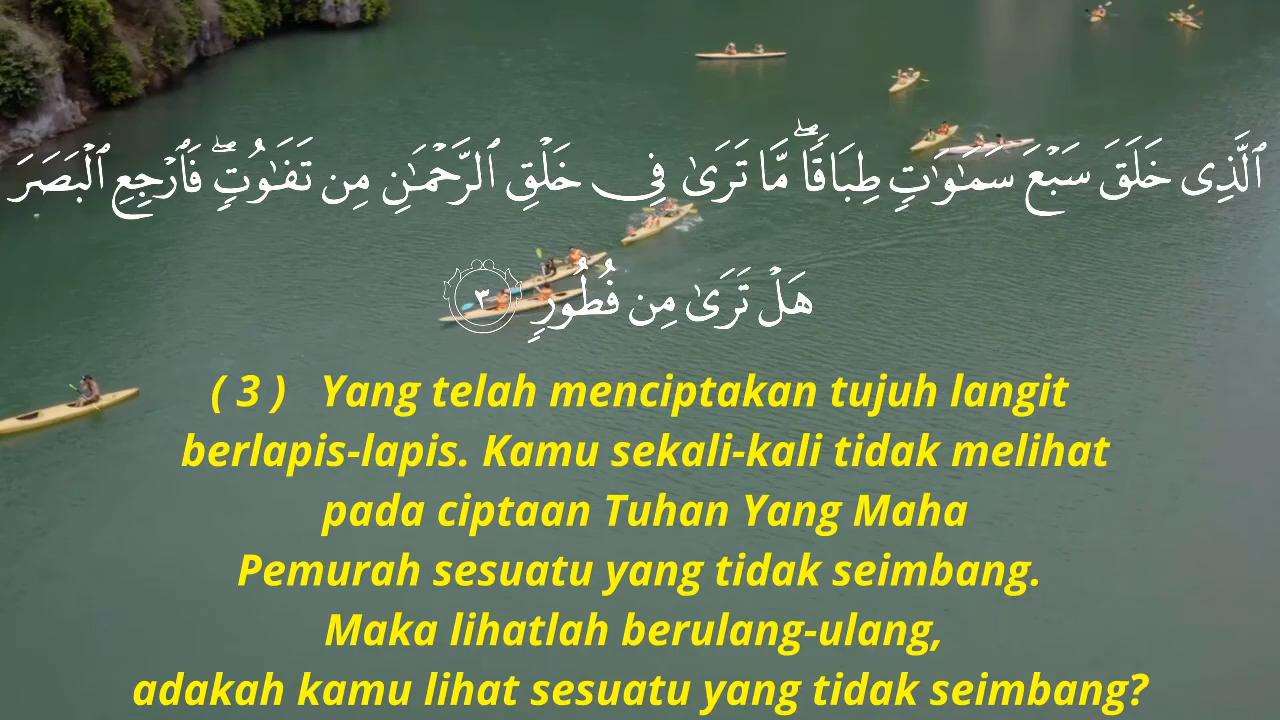 ٱلَّذِى خَلَقَ سَبْعَ سَمَـٰوَٰتٍ طِبَاقًا ۖ مَّا تَرَىٰ فِى خَلْقِ ٱلرَّحْمَـٰنِ مِن تَفَـٰوُتٍ ۖ فَٱرْجِعِ ٱلْبَصَرَ
هَلْ تَرَىٰ مِن فُطُورٍ ٣
( 3 ) Yang telah menciptakan tujuh langit
berlapis-lapis. Kamu sekali-kali tidak melihat
pada ciptaan Tuhan Yang Maha
Pemurah sesuatu yang tidak seimbang.
Maka lihatlah berulang-ulang,
adakah kamu lihat sesuatu yang tidak seimbang?